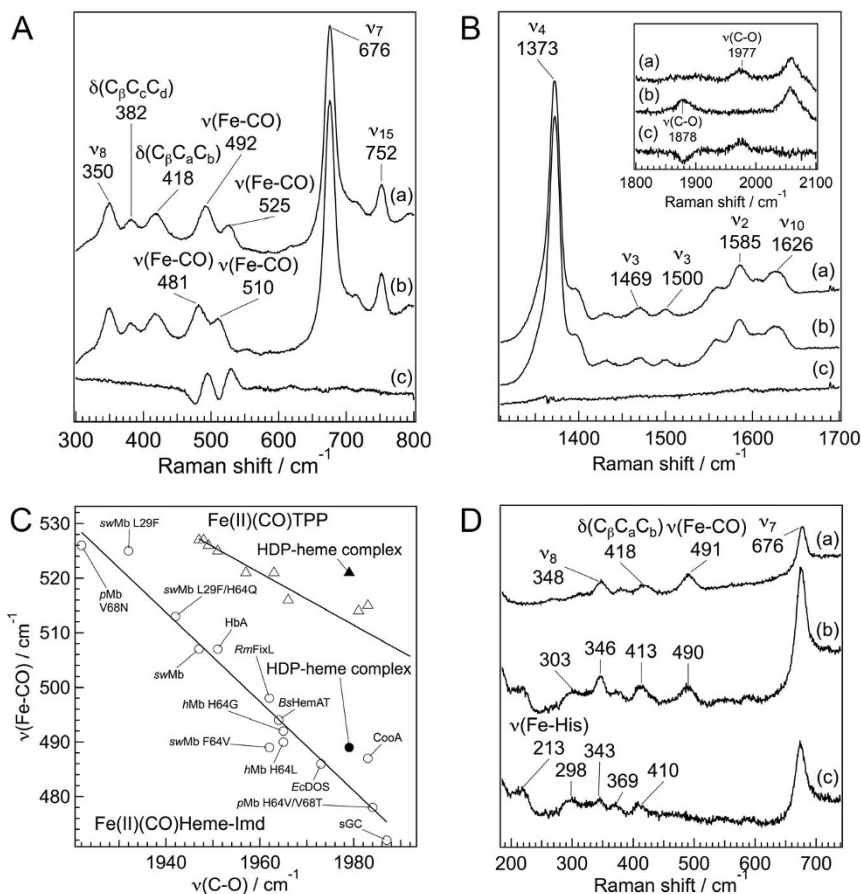 A
ν₇
676
δ(CβCcCd)
382
ν(Fe-CO)
492
ν₈
350
δ(CβCaCb)
418
ν(Fe-CO)
525
ν₁₅
752
(a)
ν(Fe-CO)
481
ν(Fe-CO)
510
(b)
(c)
300 400 500 600 700 800
Raman shift / cm⁻¹
B
ν₄
1373
ν(C-O)
1977
(a)
(b)
ν(C-O)
1878
(c)
1800 1900 2000 2100
Raman shift / cm⁻¹
ν₂
1585
ν₁₀
1626
ν₃
1469
ν₃
1500
(a)
(b)
(c)
1400 1500 1600 1700
Raman shift / cm⁻¹
C
530
520
510
500
490
480
ν(Fe-CO) / cm⁻¹
swMb L29F
Fe(II)(CO)TPP
HDP-heme complex
pMb
V68N
swMb L29F/H64Q
HbA
swMb
RmFixL
HDP-heme complex
hMb H64G
BsHemAT
CooA
swMb F64V
hMb H64L
EcDOS
pMb H64V/V68T
sGC
Fe(II)(CO)Heme-Imd
1940 1960 1980
ν(C-O) / cm⁻¹
D
ν₇
676
δ(CβCaCb) ν(Fe-CO)
418 491
ν₈
348
(a)
303 346 413 490
(b)
ν(Fe-His)
213
298 343 369 410
(c)
200 300 400 500 600 700
Raman shift / cm⁻¹